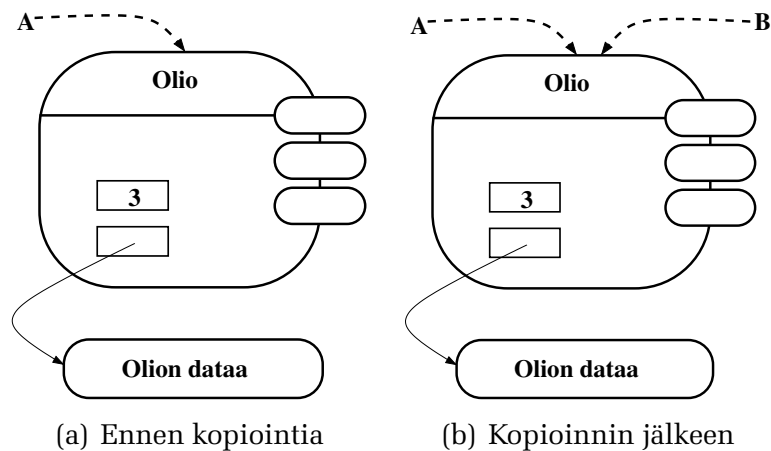 A
Olio
3
Olion dataa
(a) Ennen kopiointia
A
B
Olio
3
Olion dataa
(b) Kopioinnin jälkeen